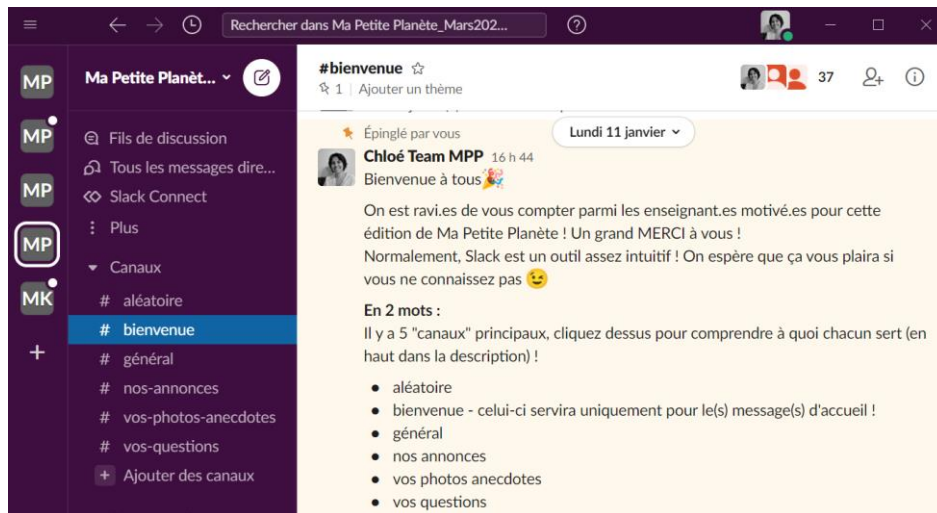 Rechercher dans Ma Petite Planète_Mars202...
MP
MP
MP
MP
MK
+
Ma Petite Planèt...
Fils de discussion
Tous les messages dire...
Slack Connect
Plus
Canaux
# aléatoire
# bienvenue
# général
# nos-annonces
# vos-photos-anecdotes
# vos-questions
+ Ajouter des canaux
#bienvenue
1 | Ajouter un thème
37
Épinglé par vous
Lundi 11 janvier
Chloé Team MPP 16 h 44
Bienvenue à tous🎉
On est ravi.es de vous compter parmi les enseignant.es motivé.es pour cette
édition de Ma Petite Planète ! Un grand MERCI à vous !
Normalement, Slack est un outil assez intuitif ! On espère que ça vous plaira si
vous ne connaissez pas 😉
En 2 mots :
Il y a 5 "canaux" principaux, cliquez dessus pour comprendre à quoi chacun sert (en
haut dans la description) !
• aléatoire
• bienvenue - celui-ci servira uniquement pour le(s) message(s) d'accueil !
• général
• nos annonces
• vos photos anecdotes
• vos questions